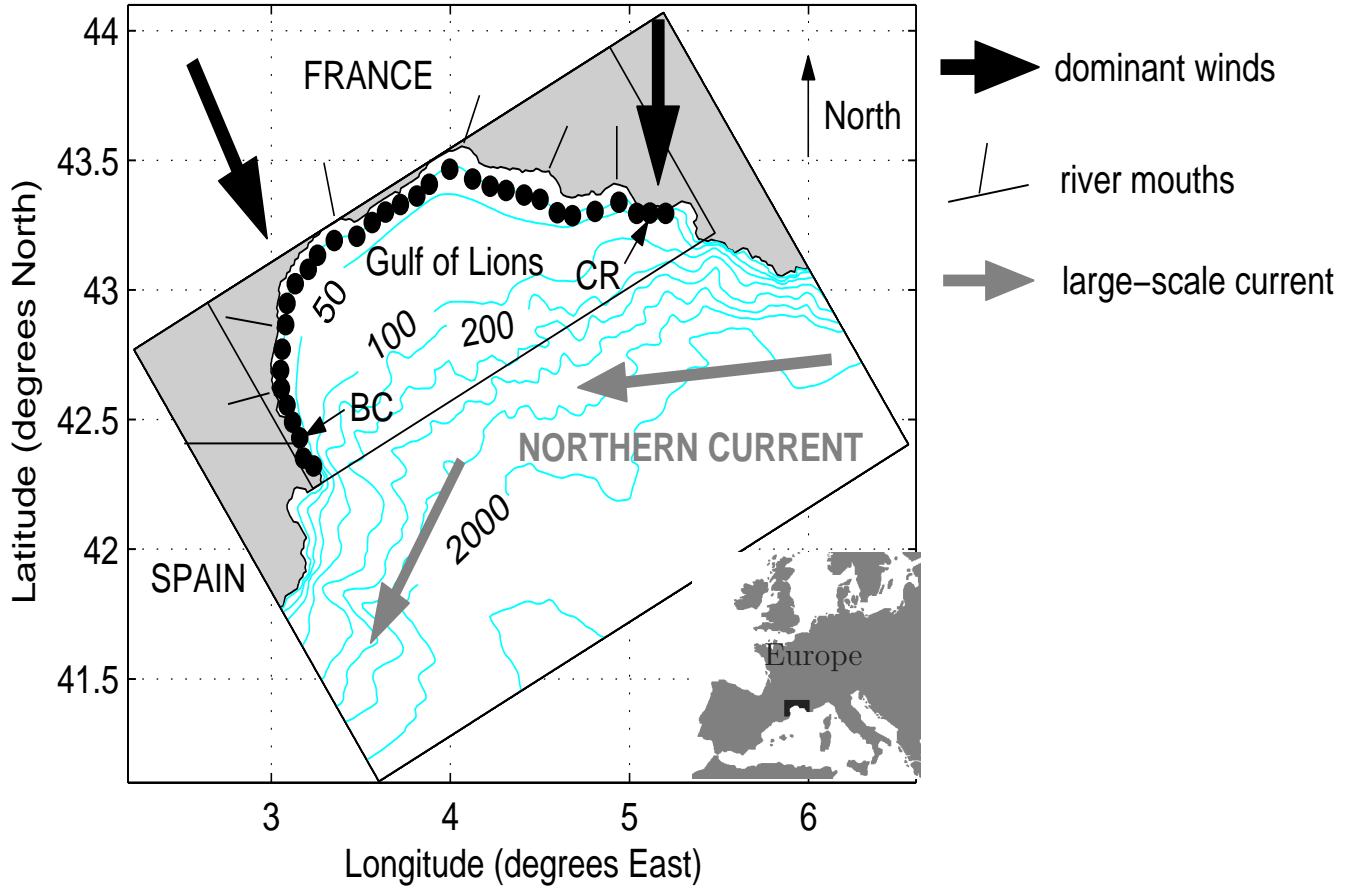 44
43.5
43
42.5
42
41.5
Latitude (degrees North)
3
4
5
6
Longitude (degrees East)
FRANCE
North
Gulf of Lions
CR
50
100
200
BC
NORTHERN CURRENT
2000
SPAIN
Europe
dominant winds
river mouths
large−scale current